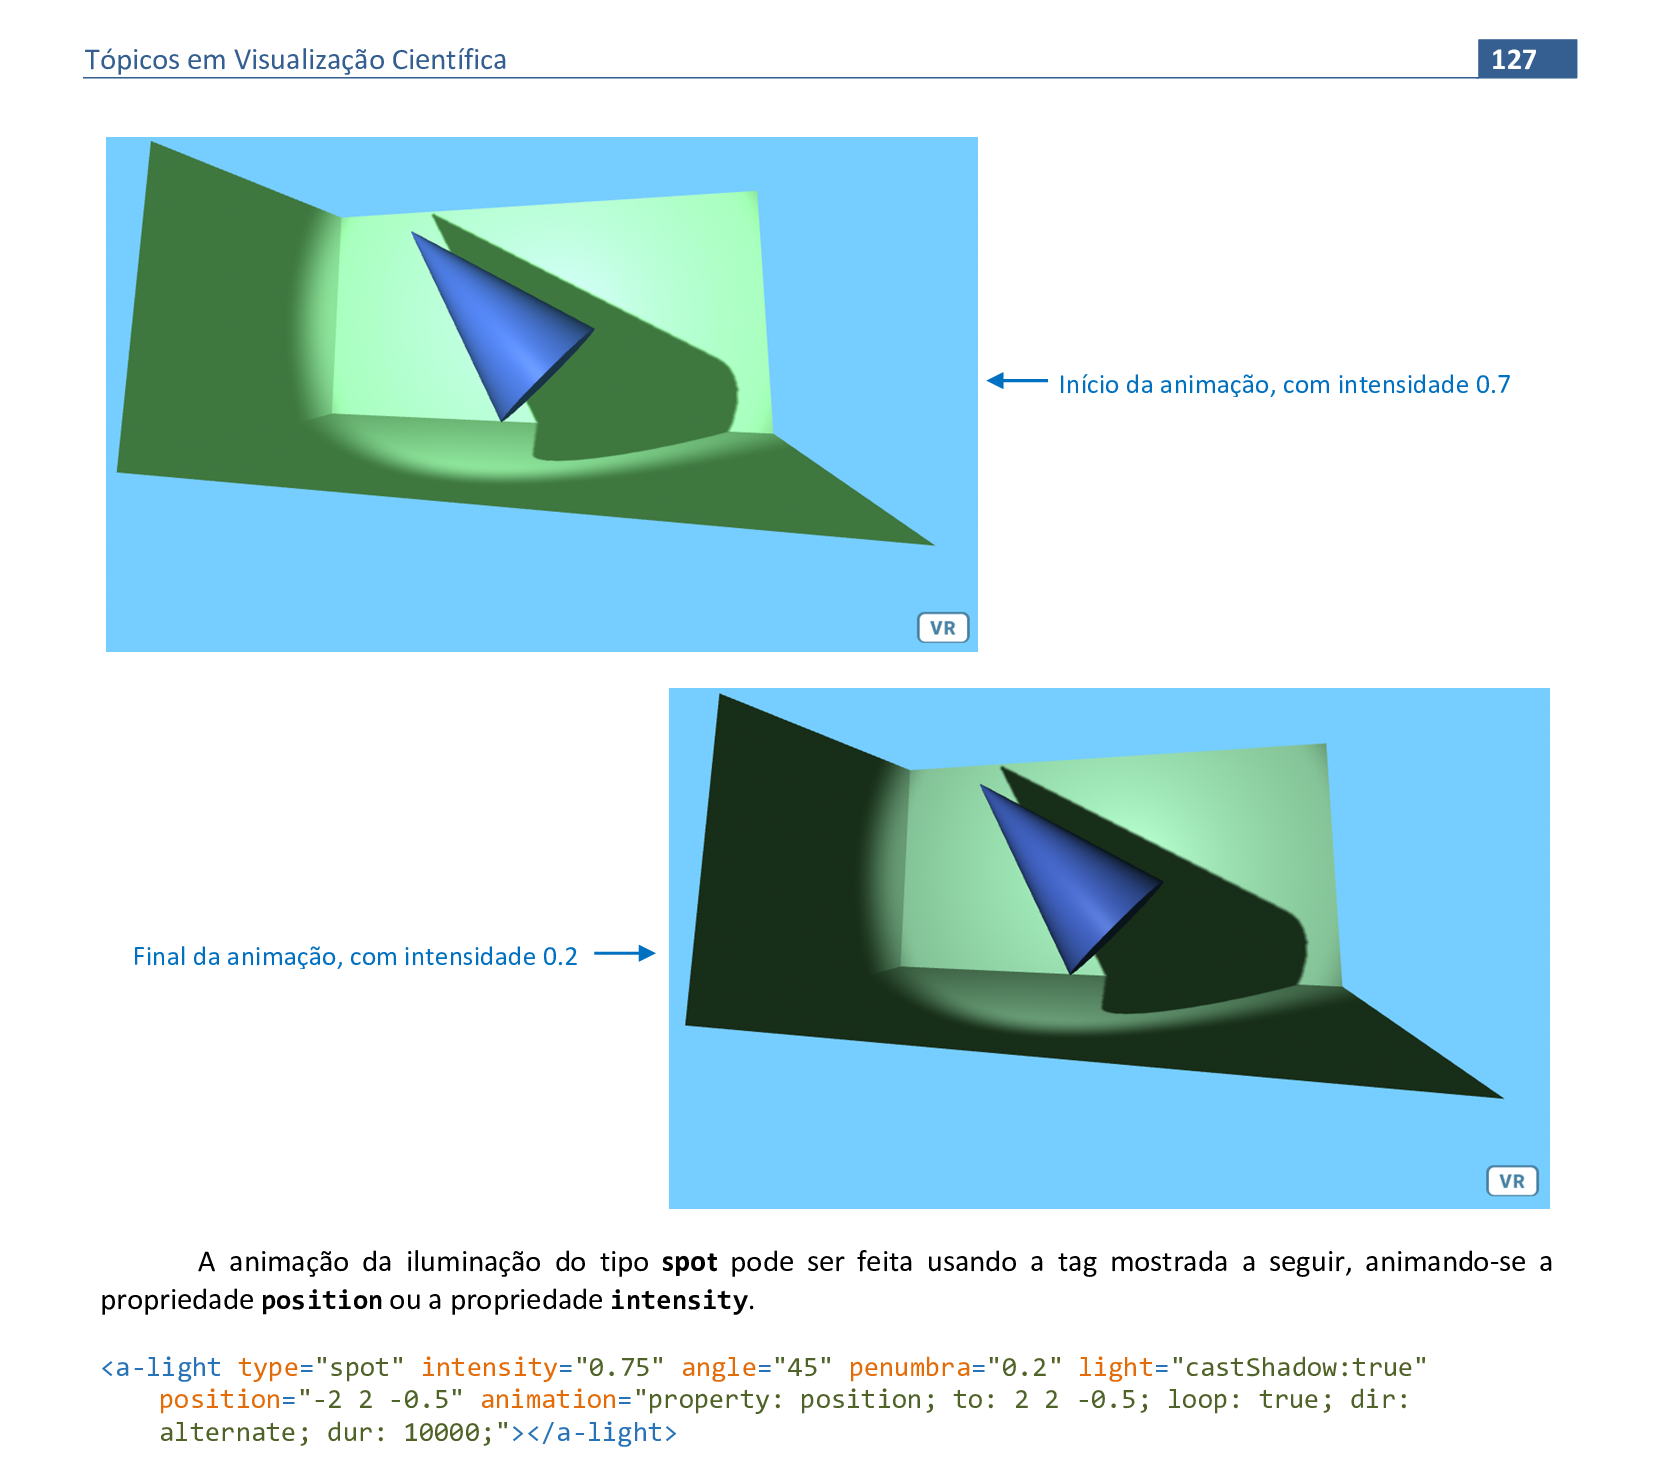 Tópicos em Visualização Científica
127
Início da animação, com intensidade 0.7
VR
Final da animação, com intensidade 0.2
VR
A animação da iluminação do tipo spot pode ser feita usando a tag mostrada a seguir, animando-se a
propriedade position ou a propriedade intensity.
<a-light type="spot" intensity="0.75" angle="45" penumbra="0.2" light="castShadow:true"
position="-2 2 -0.5" animation="property: position; to: 2 2 -0.5; loop: true; dir:
alternate; dur: 10000;"></a-light>